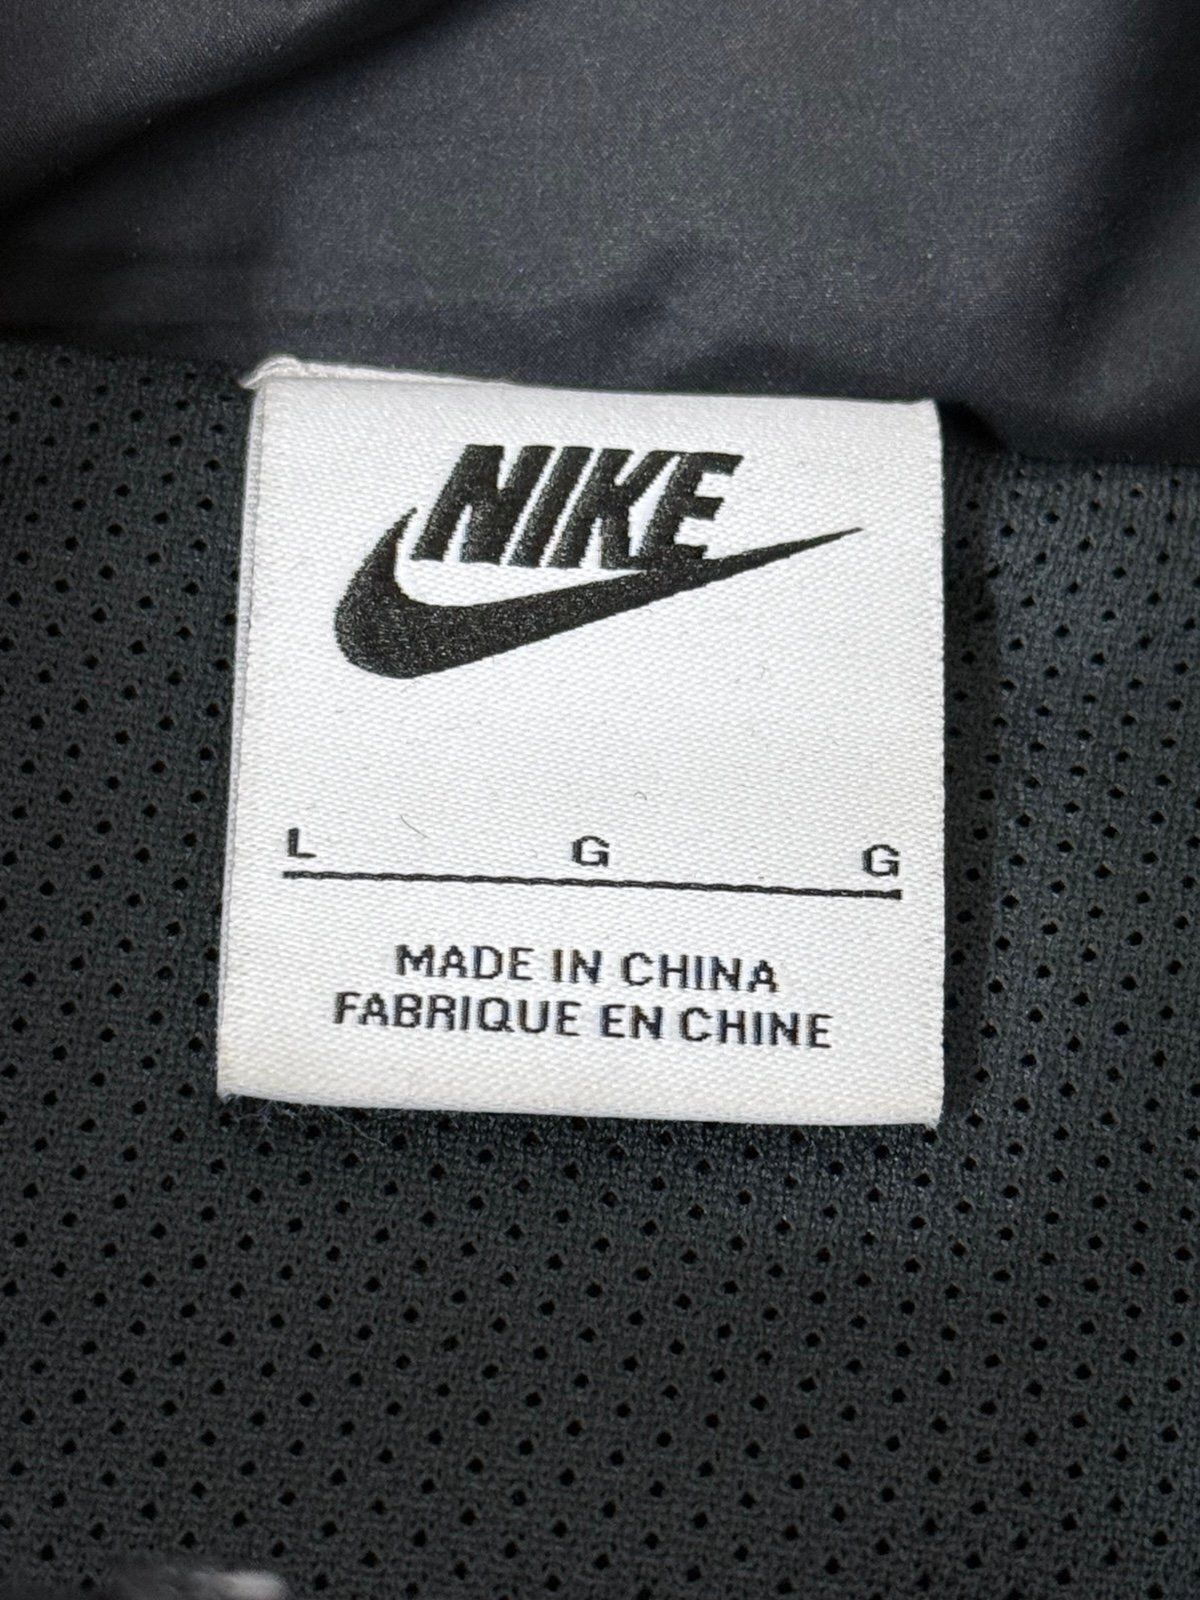 NIKE
L G G
MADE IN CHINA
FABRIQUE EN CHINE